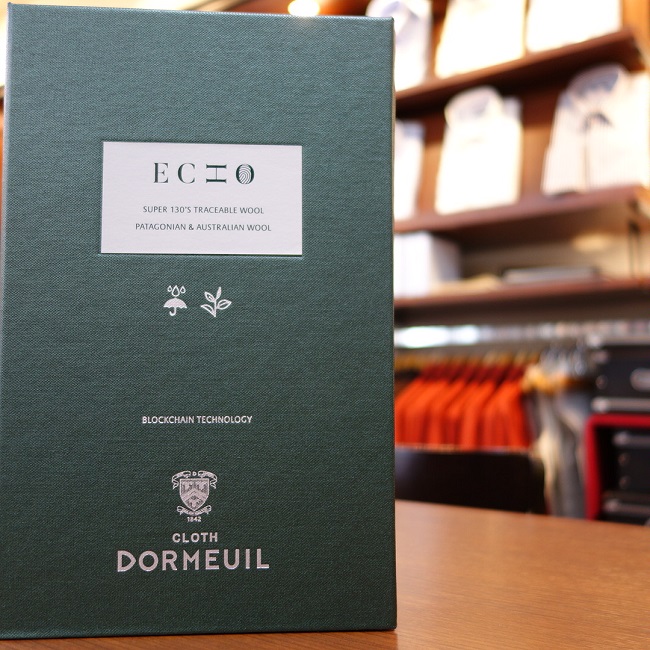 ECHO
SUPER 130'S TRACEABLE WOOL
PATAGONIAN & AUSTRALIAN WOOL
BLOCKCHAIN TECHNOLOGY
1842
CLOTH
DORMEUIL